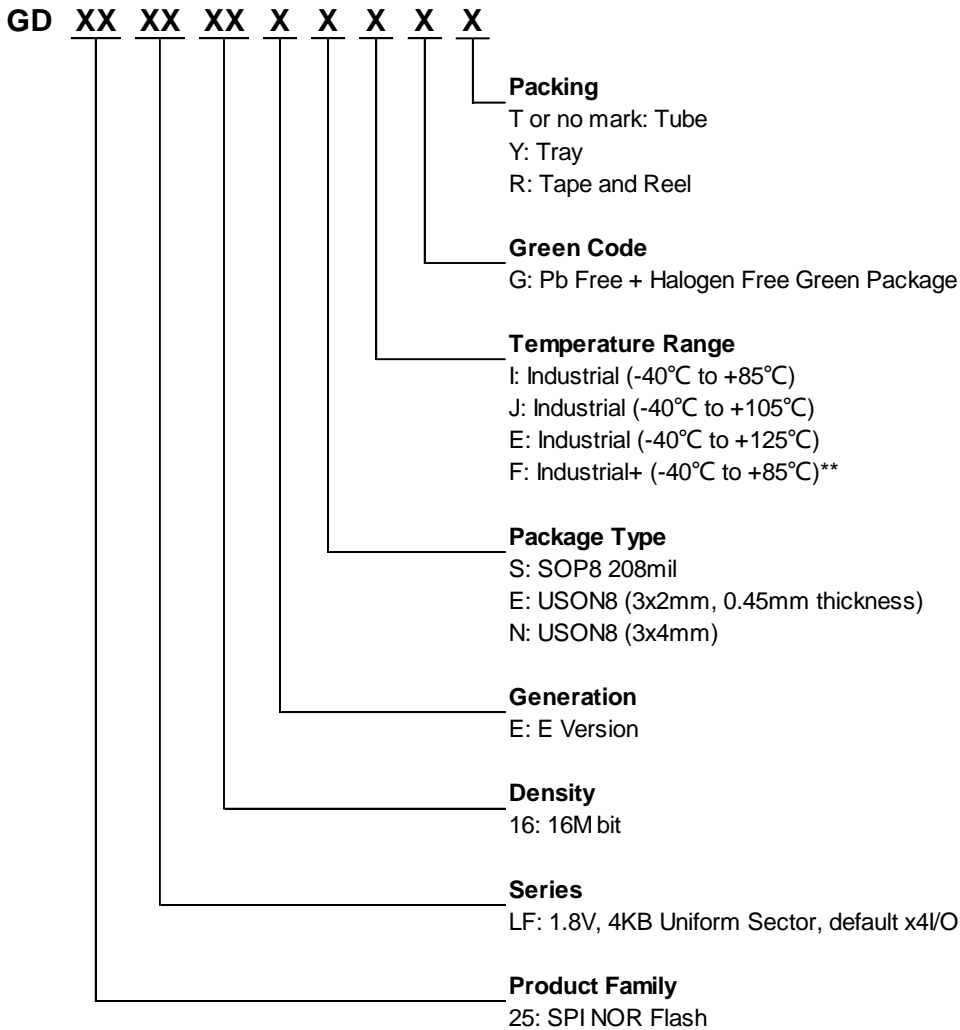 GD XX XX XX X X X X X
Packing
T or no mark: Tube
Y: Tray
R: Tape and Reel
Green Code
G: Pb Free + Halogen Free Green Package
Temperature Range
I: Industrial (-40℃ to +85℃)
J: Industrial (-40℃ to +105℃)
E: Industrial (-40℃ to +125℃)
F: Industrial+ (-40℃ to +85℃)**
Package Type
S: SOP8 208mil
E: USON8 (3x2mm, 0.45mm thickness)
N: USON8 (3x4mm)
Generation
E: E Version
Density
16: 16M bit
Series
LF: 1.8V, 4KB Uniform Sector, default x4I/O
Product Family
25: SPI NOR Flash